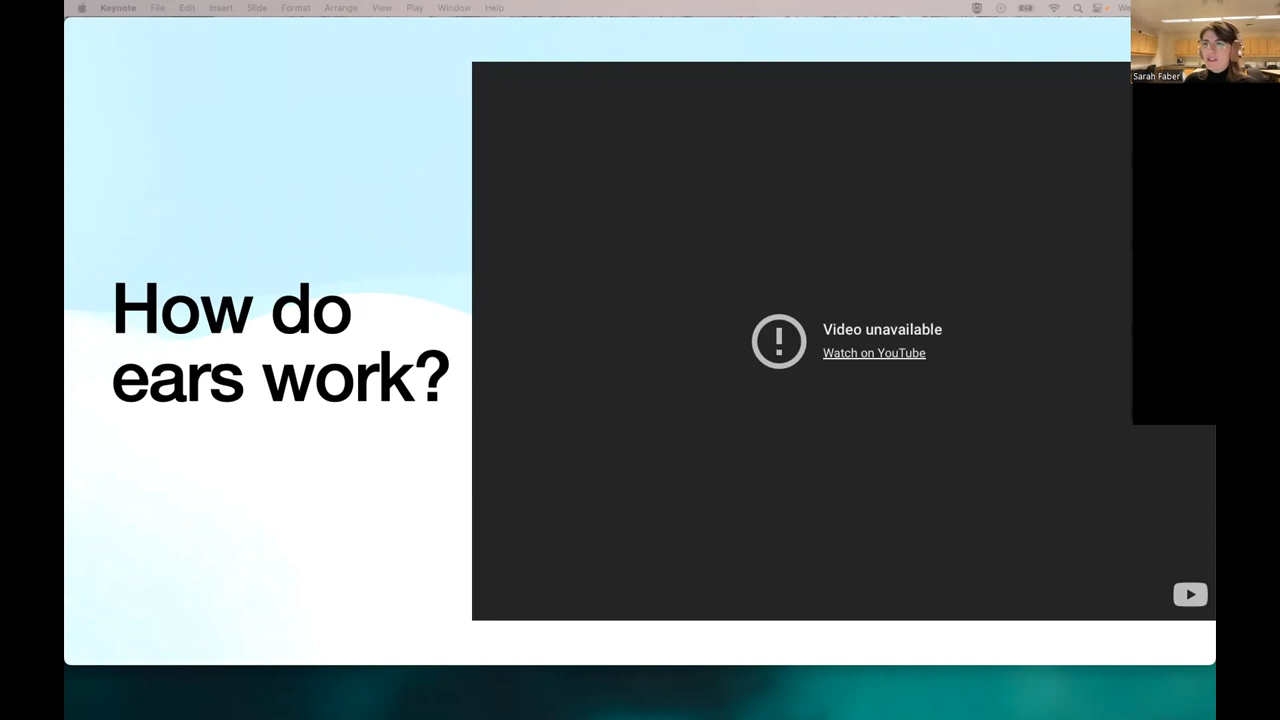 Keynote File Edit Insert Slide Format Arrange View Play Window Help
We
Sarah Faber
How do
ears work?
Video unavailable
Watch on YouTube